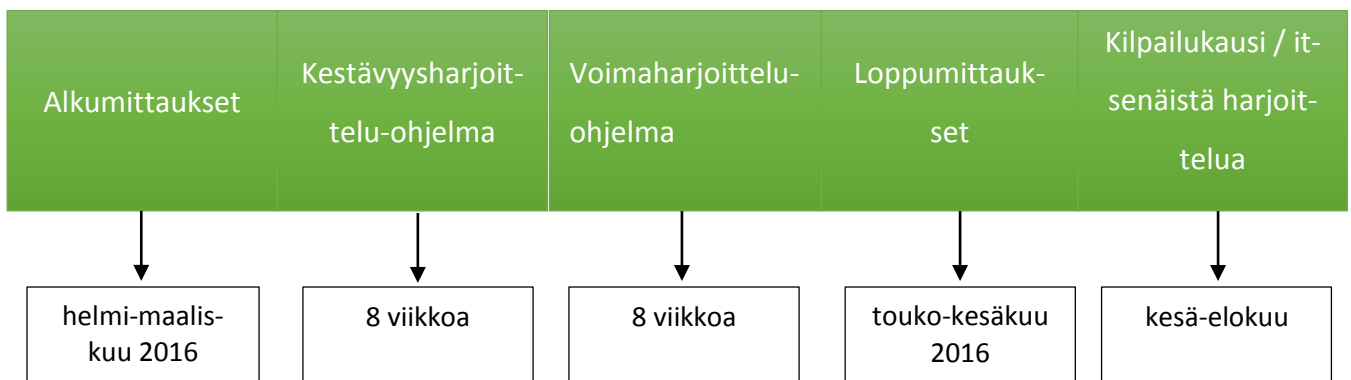 Alkumittaukset
Kestävyysharjoit-
telu-ohjelma
Voimaharjoittelu-
ohjelma
Loppumittauk-
set
Kilpailukausi / it-
senäistä harjoit-
telua
helmi-maalis-
kuu 2016
8 viikkoa
8 viikkoa
touko-kesäkuu
2016
kesä-elokuu